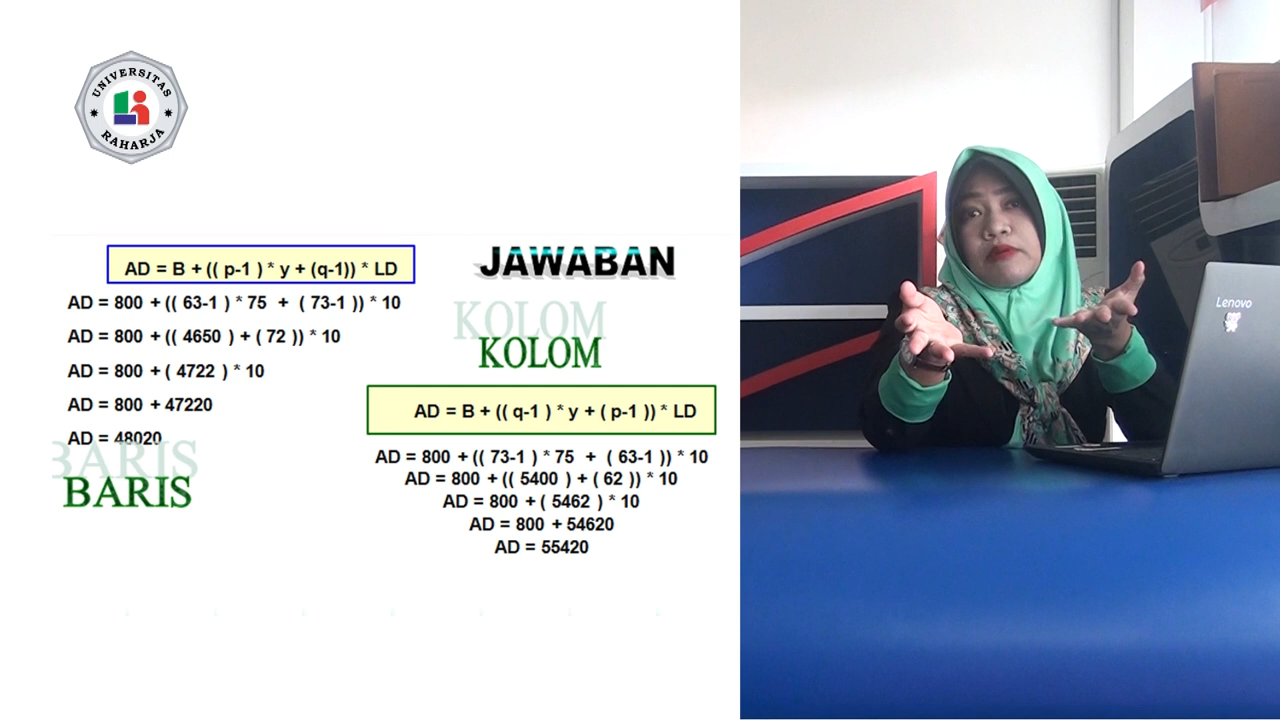 UNIVERSITAS
RAHARJA
AD = B + (( p-1 ) * y + (q-1)) * LD
AD = 800 + (( 63-1 ) * 75 + ( 73-1 )) * 10
AD = 800 + (( 4650 ) + ( 72 )) * 10
AD = 800 + ( 4722 ) * 10
AD = 800 + 47220
AD = 48020
BARIS
BARIS
JAWABAN
KOLOM
KOLOM
AD = B + (( q-1 ) * y + ( p-1 )) * LD
AD = 800 + (( 73-1 ) * 75 + ( 63-1 )) * 10
AD = 800 + (( 5400 ) + ( 62 )) * 10
AD = 800 + ( 5462 ) * 10
AD = 800 + 54620
AD = 55420
Lenovo